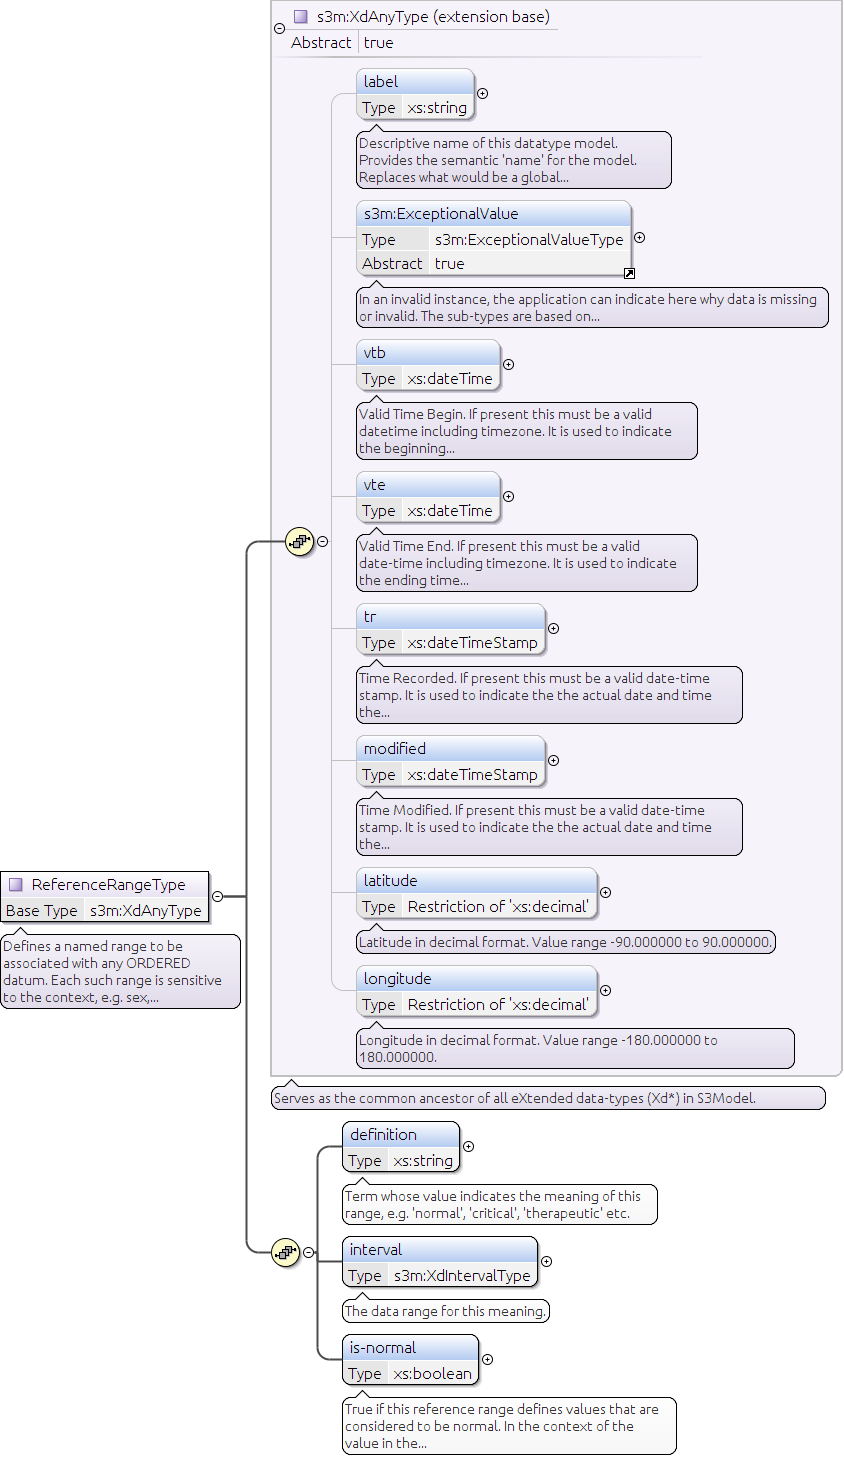 s3m:XdAnyType (extension base)
Abstract true
label
Type xs:string
Descriptive name of this datatype model.
Provides the semantic 'name' for the model.
Replaces what would be a global...
s3m:ExceptionalValue
Type s3m:ExceptionalValueType
Abstract true
In an invalid instance, the application can indicate here why data is missing
or invalid. The sub-types are based on...
vtb
Type xs:dateTime
Valid Time Begin. If present this must be a valid
datetime including timezone. It is used to indicate
the beginning...
vte
Type xs:dateTime
Valid Time End. If present this must be a valid
date-time including timezone. It is used to indicate
the ending time...
tr
Type xs:dateTimeStamp
Time Recorded. If present this must be a valid date-time
stamp. It is used to indicate the the actual date and time
the...
modified
Type xs:dateTimeStamp
Time Modified. If present this must be a valid date-time
stamp. It is used to indicate the the actual date and time
the...
latitude
Type Restriction of 'xs:decimal'
Latitude in decimal format. Value range -90.000000 to 90.000000.
longitude
Type Restriction of 'xs:decimal'
Longitude in decimal format. Value range -180.000000 to
180.000000.
ReferenceRangeType
Base Type s3m:XdAnyType
Defines a named range to be
associated with any ORDERED
datum. Each such range is sensitive
to the context, e.g. sex,...
Serves as the common ancestor of all eXtended data-types (Xd*) in S3Model.
definition
Type xs:string
Term whose value indicates the meaning of this
range, e.g. 'normal', 'critical', 'therapeutic' etc.
interval
Type s3m:XdIntervalType
The data range for this meaning.
is-normal
Type xs:boolean
True if this reference range defines values that are
considered to be normal. In the context of the
value in the...